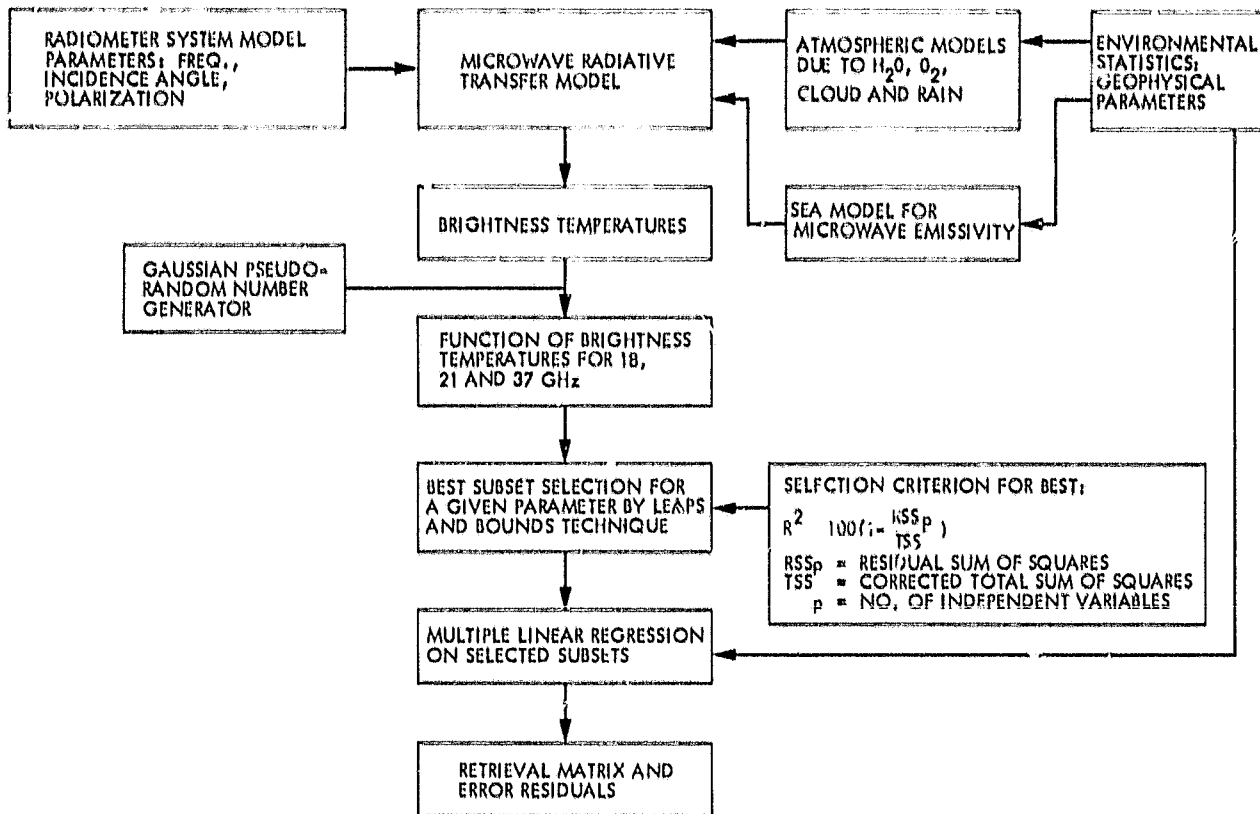 RADIOMETER SYSTEM MODEL
PARAMETERS: FREQ.,
INCIDENCE ANGLE,
POLARIZATION
MICROWAVE RADIATIVE
TRANSFER MODEL
ATMOSPHERIC MODELS
DUE TO H₂O, O₂,
CLOUD AND RAIN
ENVIRONMENTAL
STATISTICS:
GEOPHYSICAL
PARAMETERS
BRIGHTNESS TEMPERATURES
SEA MODEL FOR
MICROWAVE EMISSIVITY
GAUSSIAN PSEUDO-
RANDOM NUMBER
GENERATOR
FUNCTION OF BRIGHTNESS
TEMPERATURES FOR 18,
21 AND 37 GHz
BEST SUBSET SELECTION FOR
A GIVEN PARAMETER BY LEAPS
AND BOUNDS TECHNIQUE
SELECTION CRITERION FOR BEST:
R² 100(1- RSSp/TSS )
RSSp = RESIDUAL SUM OF SQUARES
TSS = CORRECTED TOTAL SUM OF SQUARES
p = NO. OF INDEPENDENT VARIABLES
MULTIPLE LINEAR REGRESSION
ON SELECTED SUBSETS
RETRIEVAL MATRIX AND
ERROR RESIDUALS